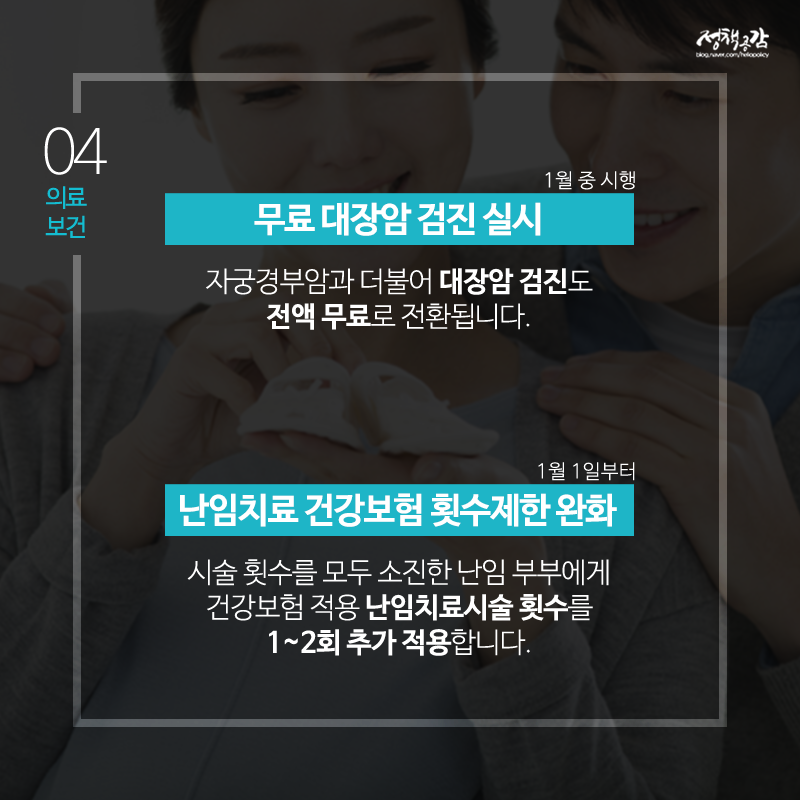 정책공감
blog.naver.com/hellopolicy
04
의료
보건
1월 중 시행
무료 대장암 검진 실시
자궁경부암과 더불어 대장암 검진도
전액 무료로 전환됩니다.
1월 1일부터
난임치료 건강보험 횟수제한 완화
시술 횟수를 모두 소진한 난임 부부에게
건강보험 적용 난임치료시술 횟수를
1~2회 추가 적용합니다.